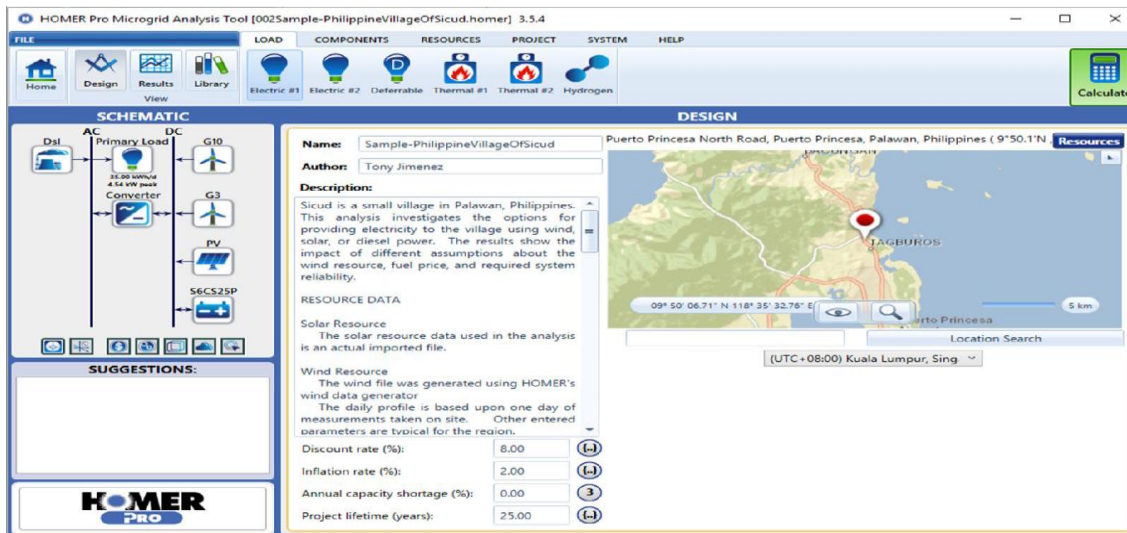 HOMER Pro Microgrid Analysis Tool [002Sample-PhilippineVillageOfSicud.homer] 3.5.4
FILE
LOAD COMPONENTS RESOURCES PROJECT SYSTEM HELP
Home Design Results Library Electric #1 Electric #2 Deferrable Thermal #1 Thermal #2 Hydrogen Calculate
View
SCHEMATIC
DESIGN
AC DC
Dsl Primary Load G10
35.00 kWh/d
4.54 kW peak
Converter G3
PV
S6CS25P
SUGGESTIONS:
HOMER
PRO
Name: Sample-PhilippineVillageOfSicud
Author: Tony Jimenez
Description:
Sicud is a small village in Palawan, Philippines.
This analysis investigates the options for
providing electricity to the village using wind,
solar, or diesel power. The results show the
impact of different assumptions about the
wind resource, fuel price, and required system
reliability.
RESOURCE DATA
Solar Resource
The solar resource data used in the analysis
is an actual imported file.
Wind Resource
The wind file was generated using HOMER's
wind data generator
The daily profile is based upon one day of
measurements taken on site. Other entered
parameters are typical for the region.
Discount rate (%): 8.00 {..}
Inflation rate (%): 2.00 {..}
Annual capacity shortage (%): 0.00 3
Project lifetime (years): 25.00 {..}
Puerto Princesa North Road, Puerto Princesa, Palawan, Philippines ( 9°50.1'N , Resources
TAGBUROS
09° 50' 06.71" N 118° 35' 32.76" E
5 km
erto Princesa
Location Search
(UTC+08:00) Kuala Lumpur, Sing